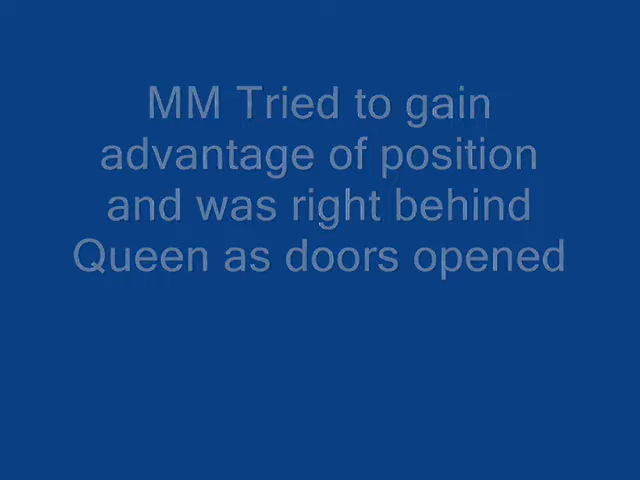 MM Tried to gain
advantage of position
and was right behind
Queen as doors opened